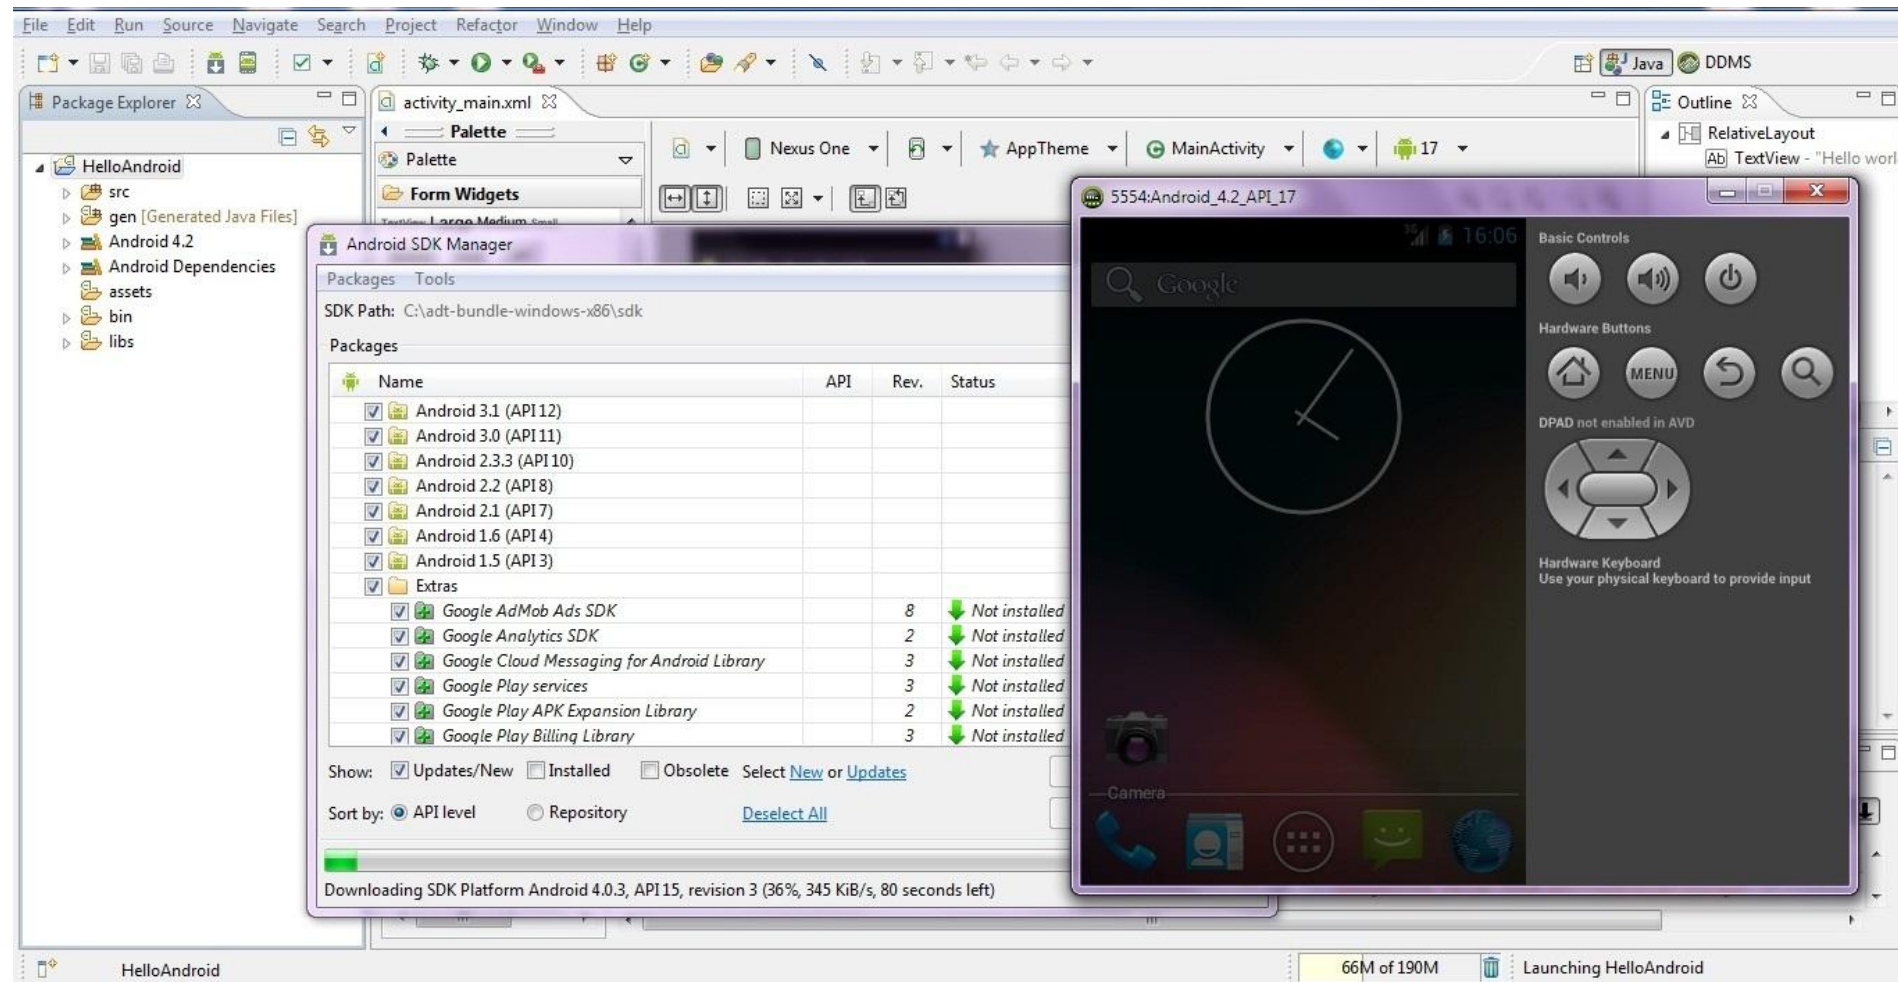 File Edit Run Source Navigate Search Project Refactor Window Help
Java DDMS
Package Explorer
HelloAndroid
src
gen [Generated Java Files]
Android 4.2
Android Dependencies
assets
bin
libs
activity_main.xml
Palette
Palette
Form Widgets
TextView Large Medium Small
Nexus One AppTheme MainActivity 17
Outline
RelativeLayout
Ab TextView - "Hello worl
Android SDK Manager
Packages Tools
SDK Path: C:\adt-bundle-windows-x86\sdk
Packages
Name API Rev. Status
Android 3.1 (API 12)
Android 3.0 (API 11)
Android 2.3.3 (API 10)
Android 2.2 (API 8)
Android 2.1 (API 7)
Android 1.6 (API 4)
Android 1.5 (API 3)
Extras
Google AdMob Ads SDK 8 Not installed
Google Analytics SDK 2 Not installed
Google Cloud Messaging for Android Library 3 Not installed
Google Play services 3 Not installed
Google Play APK Expansion Library 2 Not installed
Google Play Billing Library 3 Not installed
Show: Updates/New Installed Obsolete Select New or Updates
Sort by: API level Repository Deselect All
Downloading SDK Platform Android 4.0.3, API 15, revision 3 (36%, 345 KiB/s, 80 seconds left)
5554:Android_4.2_API_17
3G 16:06
Google
Camera
Basic Controls
Hardware Buttons
MENU
DPAD not enabled in AVD
Hardware Keyboard
Use your physical keyboard to provide input
HelloAndroid
66M of 190M
Launching HelloAndroid